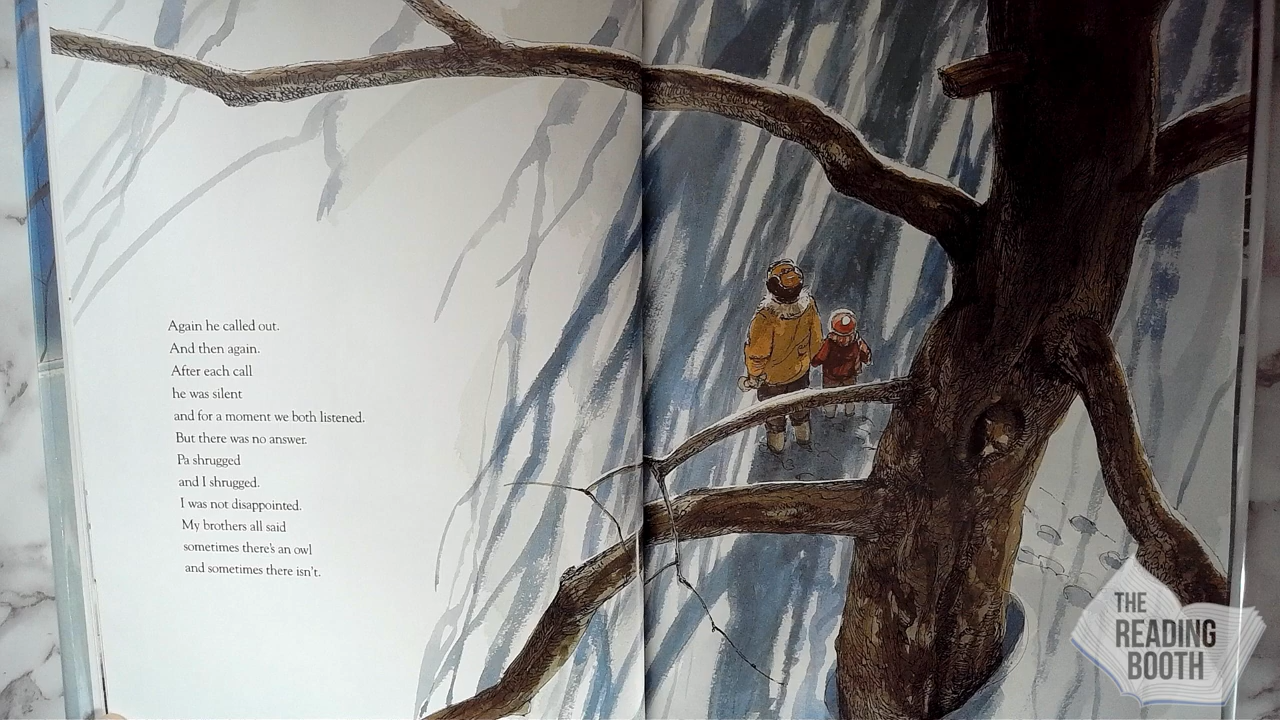 Again he called out.
And then again.
After each call
he was silent
and for a moment we both listened.
But there was no answer.
Pa shrugged
and I shrugged.
I was not disappointed.
My brothers all said
sometimes there's an owl
and sometimes there isn't.
THE
READING
BOOTH